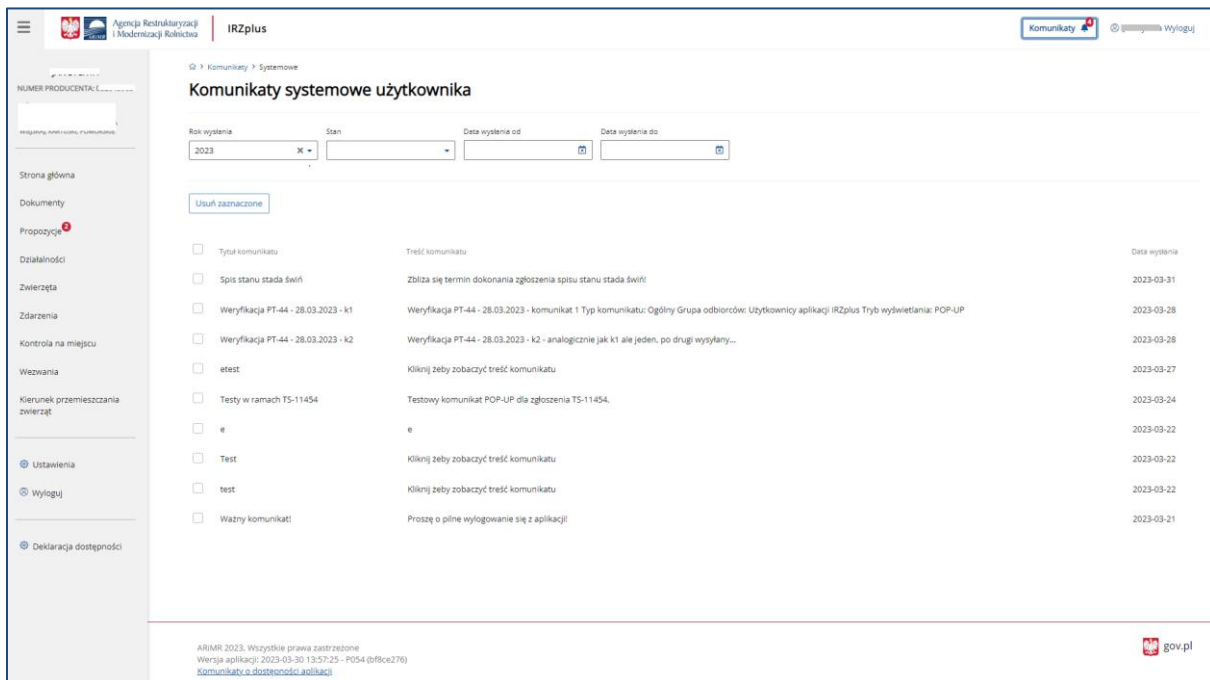 Agencja Restrukturyzacji
i Modernizacji Rolnictwa
IRZplus
Komunikaty 4
Wyloguj
NUMER PRODUCENTA:
Komunikaty > Systemowe
Komunikaty systemowe użytkownika
Rok wysłania Stan Data wysłania od Data wysłania do
2023
Strona główna
Dokumenty
Propozycje 2
Działalności
Zwierzęta
Zdarzenia
Kontrola na miejscu
Wezwania
Kierunek przemieszczania
zwierząt
Ustawienia
Wyloguj
Deklaracja dostępności
Usuń zaznaczone
Tytuł komunikatu Treść komunikatu Data wysłania
Spis stanu stada świń Zbliza się termin dokonania zgłoszenia spisu stanu stada świń! 2023-03-31
Weryfikacja PT-44 - 28.03.2023 - k1 Weryfikacja PT-44 - 28.03.2023 - komunikat 1 Typ komunikatu: Ogólny Grupa odbiorców: Użytkownicy aplikacji IRZplus Tryb wyświetlania: POP-UP 2023-03-28
Weryfikacja PT-44 - 28.03.2023 - k2 Weryfikacja PT-44 - 28.03.2023 - k2 - analogicznie jak k1 ale jeden, po drugi wysyłany... 2023-03-28
etest Kliknij żeby zobaczyć treść komunikatu 2023-03-27
Testy w ramach TS-11454 Testowy komunikat POP-UP dla zgłoszenia TS-11454. 2023-03-24
e e 2023-03-22
Test Kliknij żeby zobaczyć treść komunikatu 2023-03-22
test Kliknij żeby zobaczyć treść komunikatu 2023-03-22
Ważny komunikat! Proszę o pilne wylogowanie się z aplikacji! 2023-03-21
ARiMR 2023. Wszystkie prawa zastrzeżone
Wersja aplikacji: 2023-03-30 13:57:25 - P054 (bf8ce276)
Komunikaty o dostępności aplikacji
gov.pl